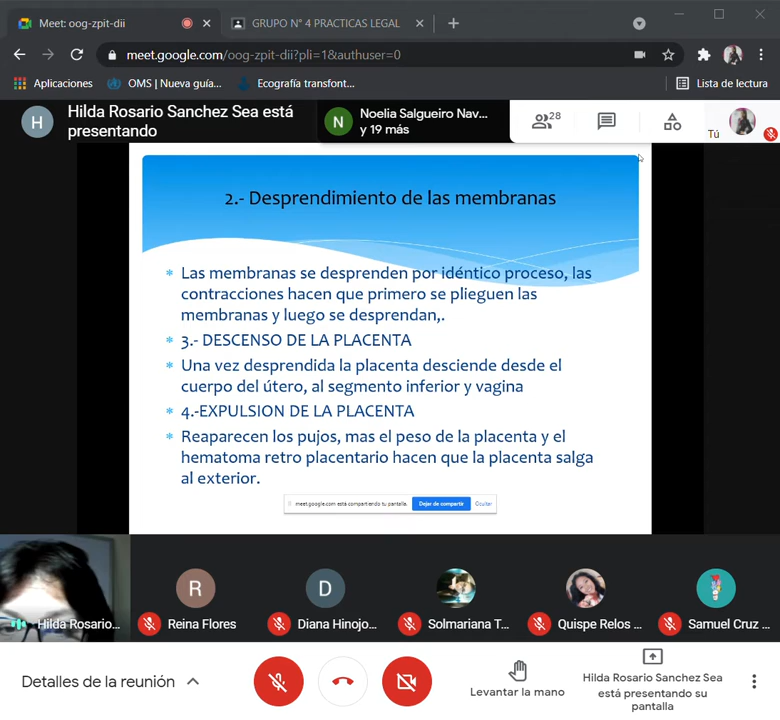 Meet: oog-zpit-dii
GRUPO N° 4 PRACTICAS LEGAL
meet.google.com/oog-zpit-dii?pli=1&authuser=0
Aplicaciones
OMS | Nueva guía...
Ecografía transfont...
Lista de lectura
H
Hilda Rosario Sanchez Sea está
presentando
N
Noelia Salgueiro Nav...
y 19 más
28
Tú
2.- Desprendimiento de las membranas
* Las membranas se desprenden por idéntico proceso, las
contracciones hacen que primero se plieguen las
membranas y luego se desprendan,.
* 3.- DESCENSO DE LA PLACENTA
* Una vez desprendida la placenta desciende desde el
cuerpo del útero, al segmento inferior y vagina
* 4.-EXPULSION DE LA PLACENTA
* Reaparecen los pujos, mas el peso de la placenta y el
hematoma retro placentario hacen que la placenta salga
al exterior.
meet.google.com está compartiendo tu pantalla.
Dejar de compartir
Ocultar
R
D
Hilda Rosario...
Reina Flores
Diana Hinojo...
Solmariana T...
Quispe Relos ...
Samuel Cruz ...
Detalles de la reunión
Levantar la mano
Hilda Rosario Sanchez Sea
está presentando su
pantalla